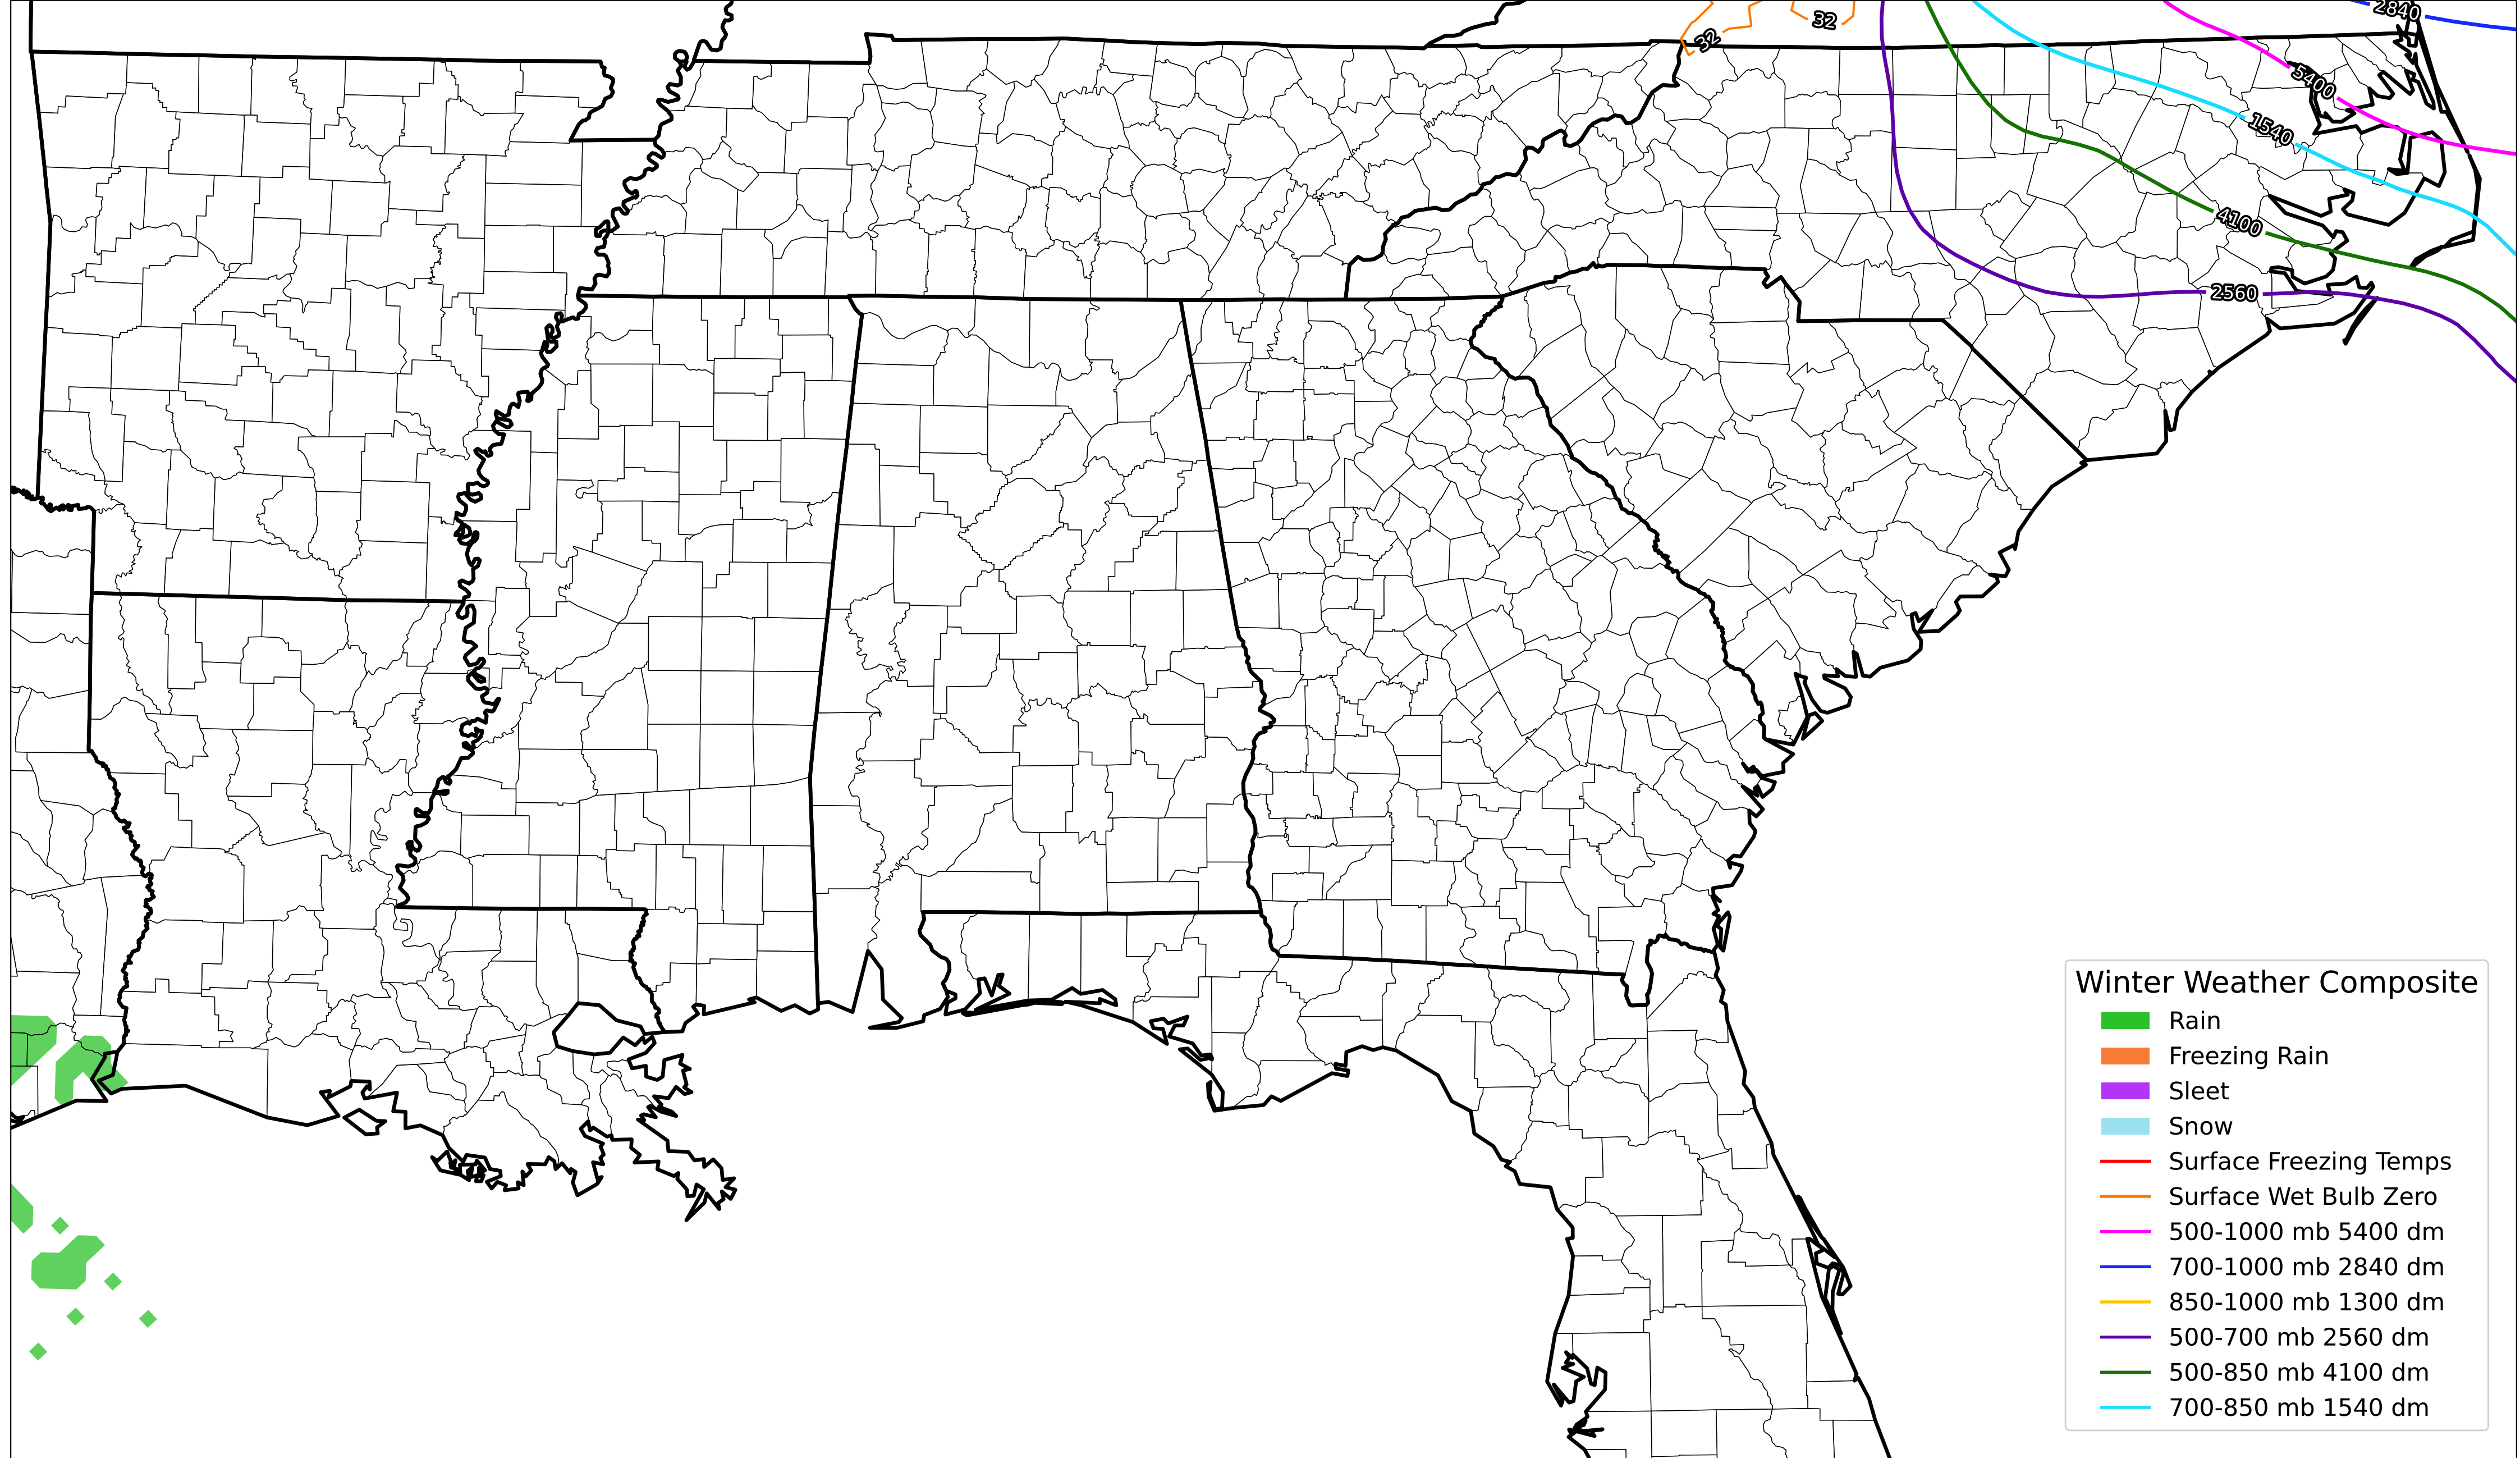 2840
32
32
5400
1540
4100
2560
Winter Weather Composite
Rain
Freezing Rain
Sleet
Snow
Surface Freezing Temps
Surface Wet Bulb Zero
500-1000 mb 5400 dm
700-1000 mb 2840 dm
850-1000 mb 1300 dm
500-700 mb 2560 dm
500-850 mb 4100 dm
700-850 mb 1540 dm